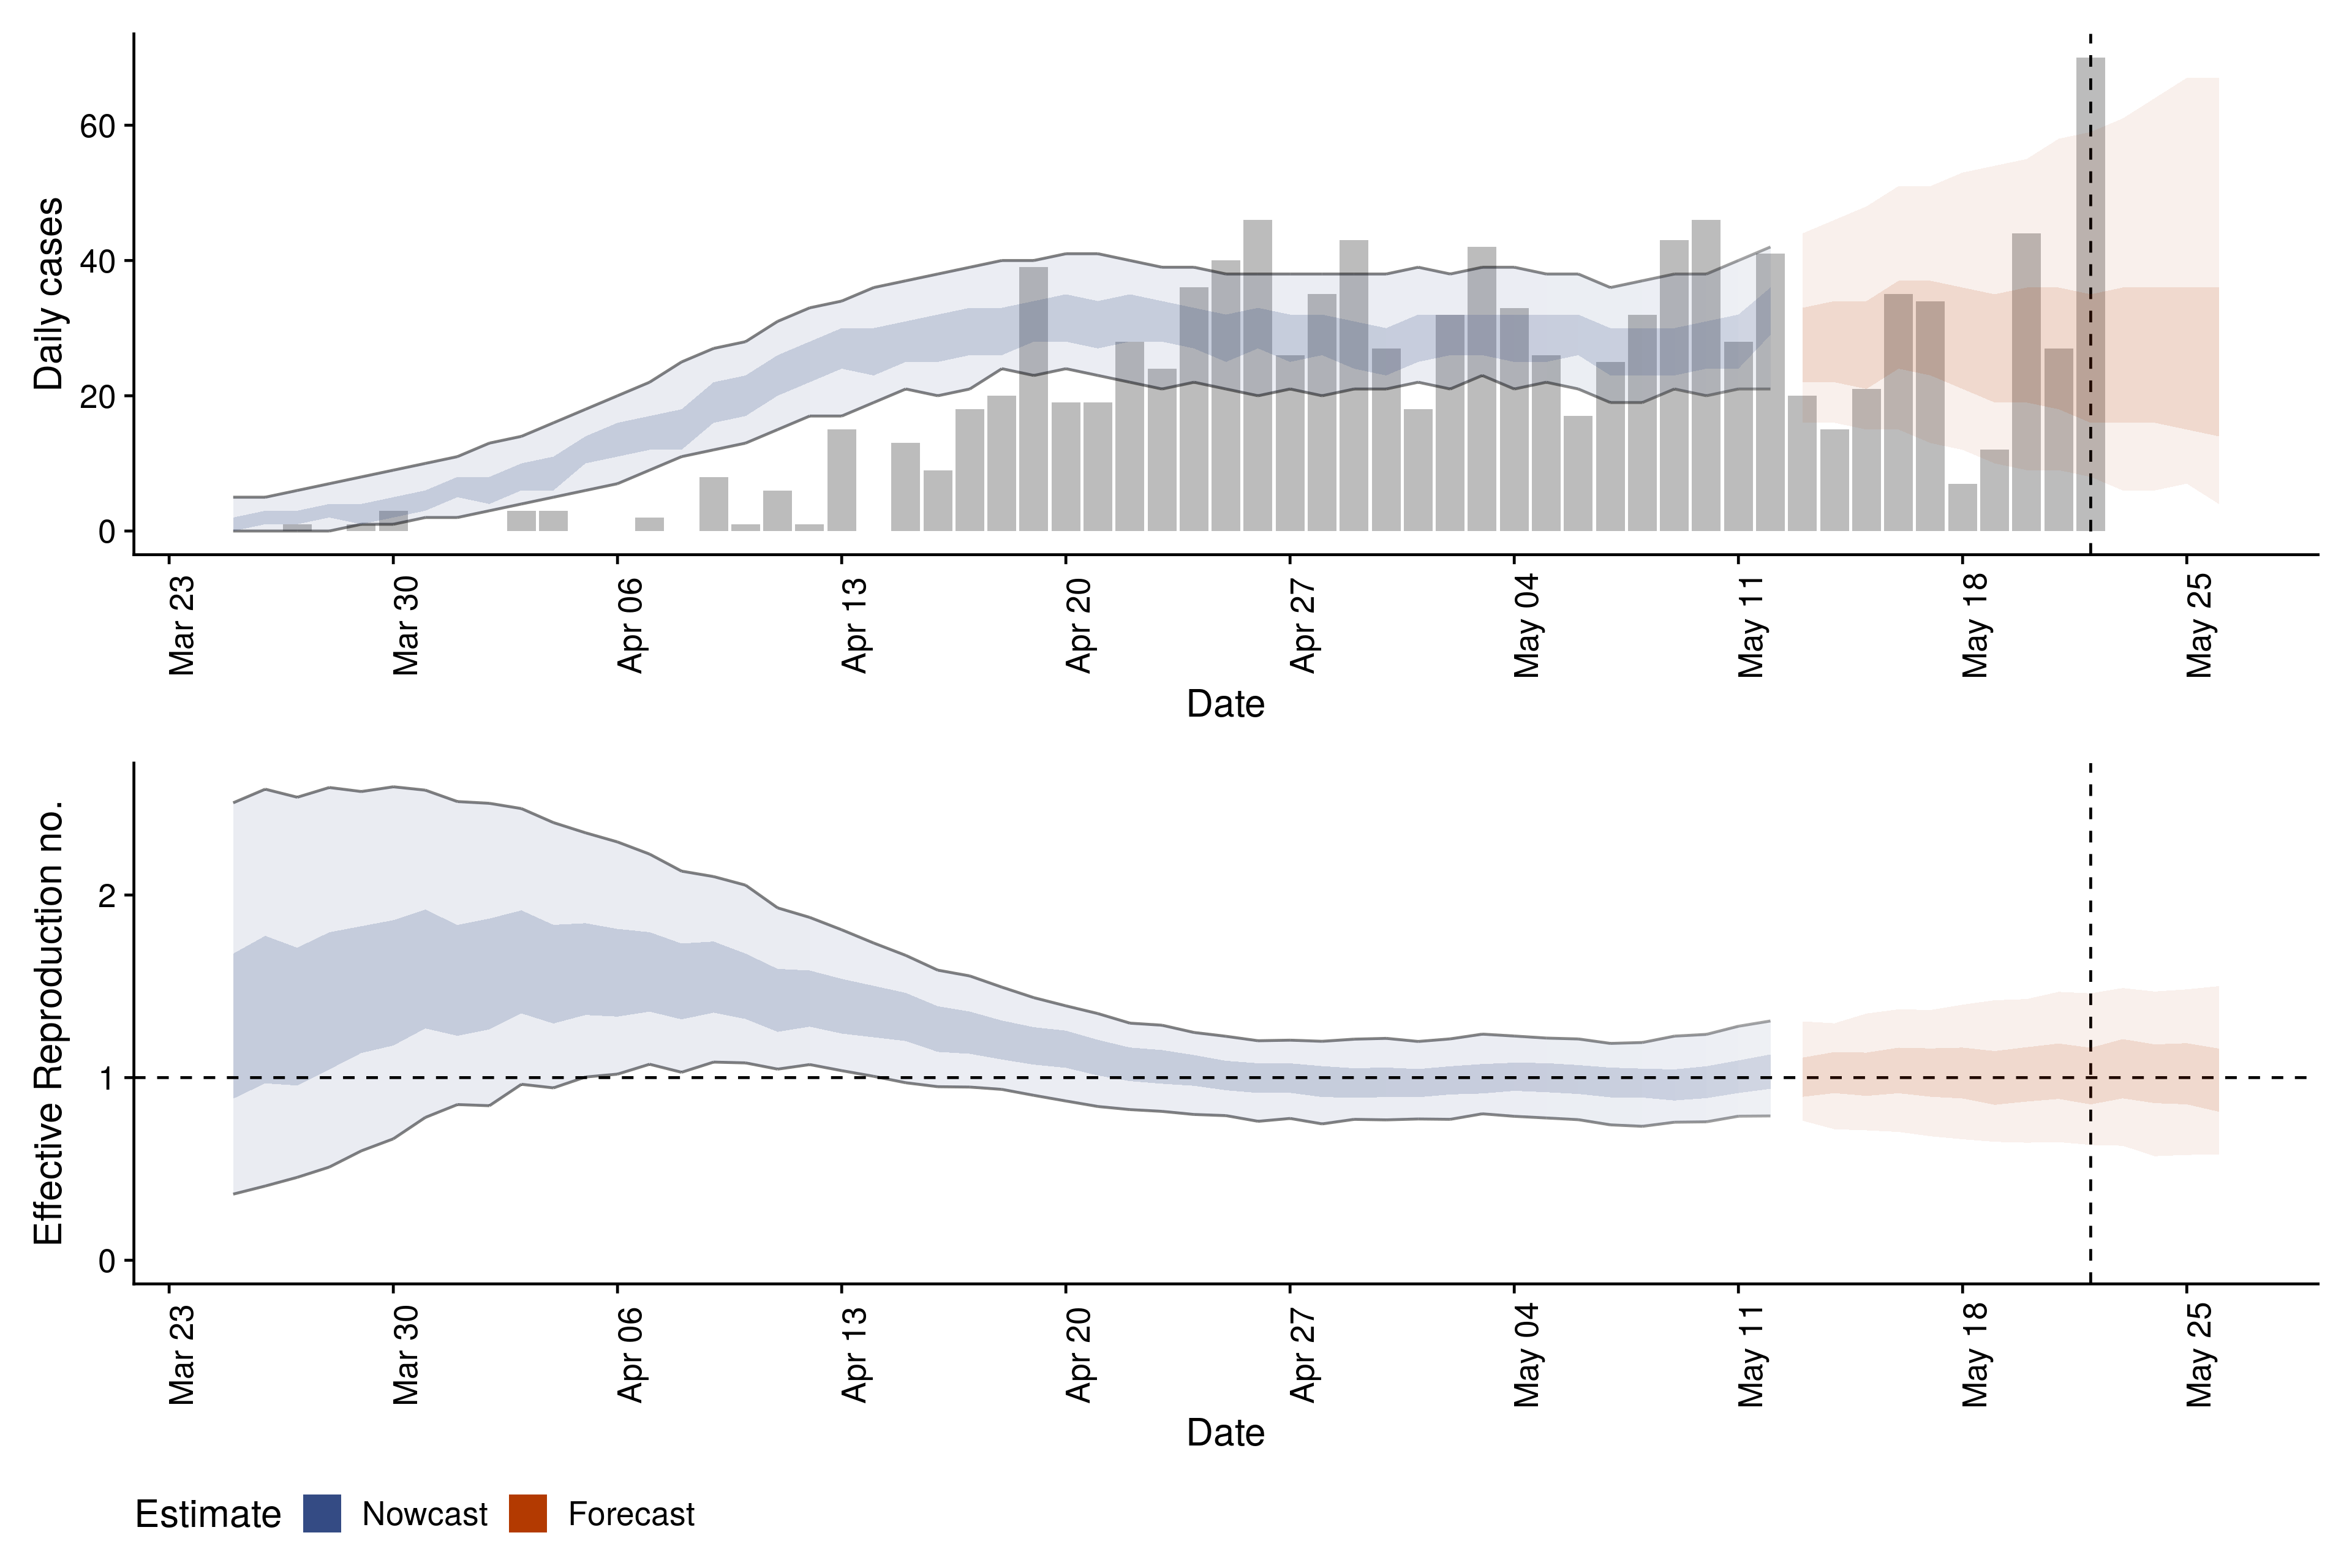 Daily cases
60
40
20
0
Mar 23
Mar 30
Apr 06
Apr 13
Apr 20
Apr 27
May 04
May 11
May 18
May 25
Date
Effective Reproduction no.
2
1
0
Mar 23
Mar 30
Apr 06
Apr 13
Apr 20
Apr 27
May 04
May 11
May 18
May 25
Date
Estimate Nowcast Forecast